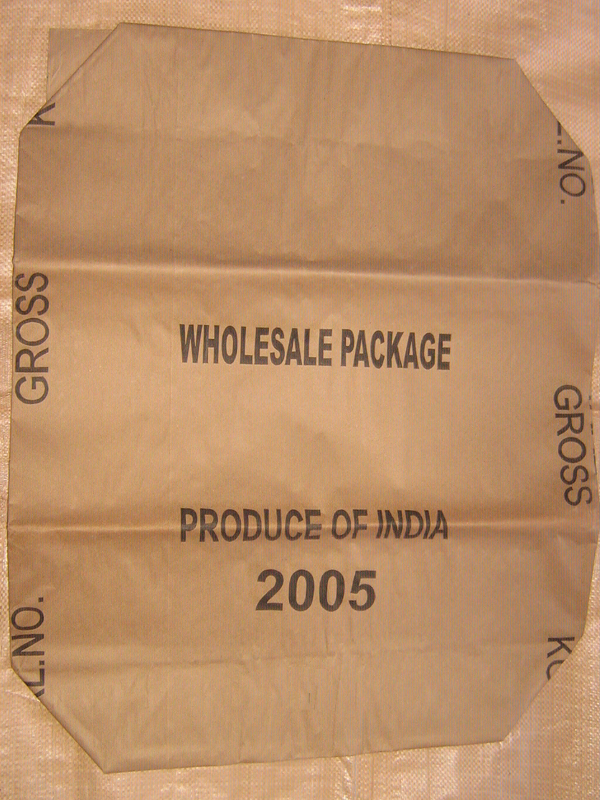 WHOLESALE PACKAGE
PRODUCE OF INDIA
2005
GROSS
L.NO.
K
L.NO.
GROSS